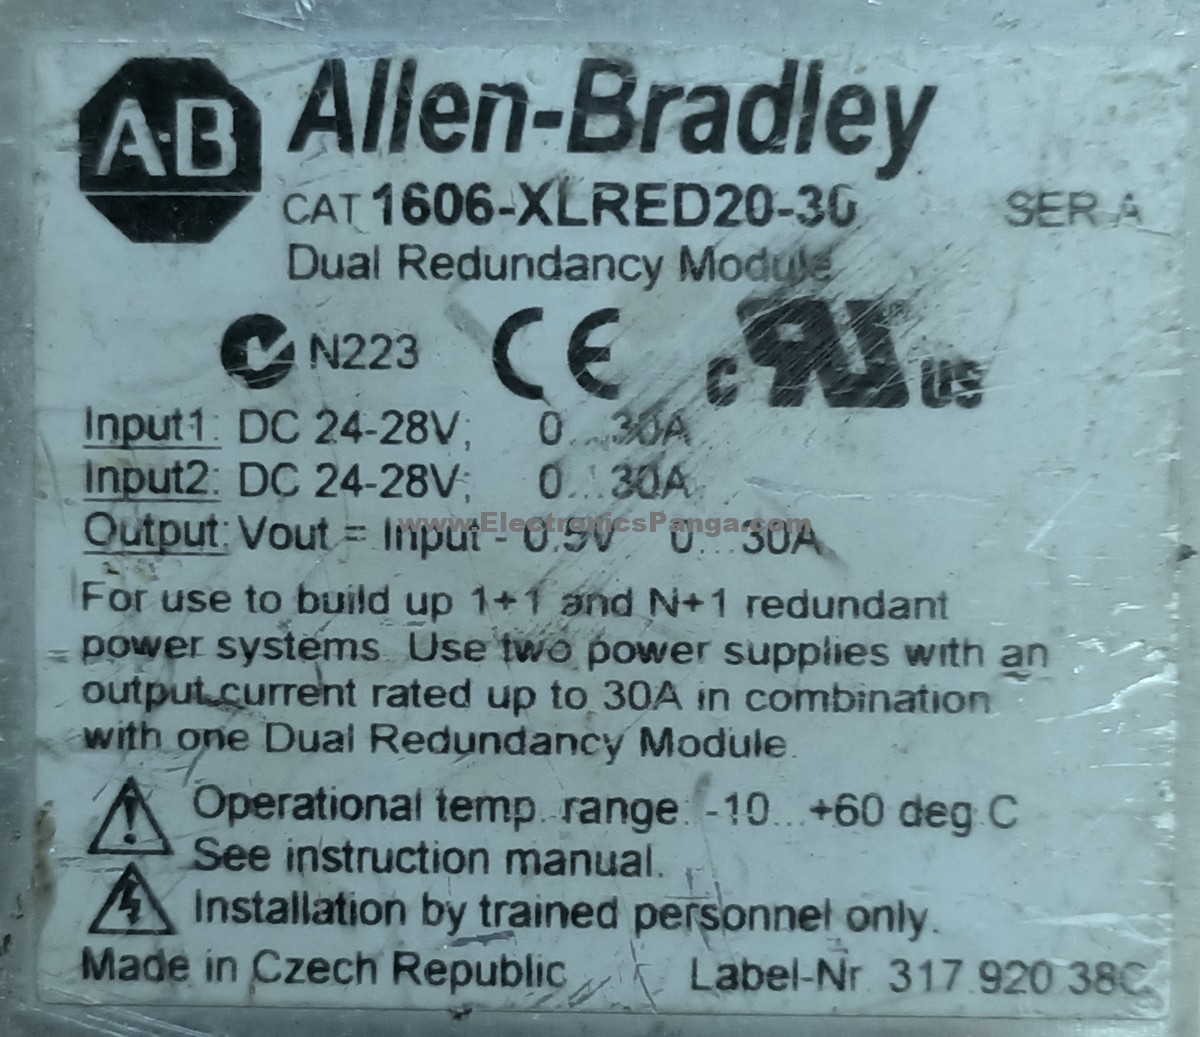 A-B Allen-Bradley
CAT 1606-XLRED20-30 SER A
Dual Redundancy Module
N223 CE c RU us
Input1: DC 24-28V; 0...30A
Input2: DC 24-28V; 0...30A
Output: Vout = Input - 0.9V 0...30A
www.ElectronicsPanga.com
For use to build up 1+1 and N+1 redundant
power systems. Use two power supplies with an
output current rated up to 30A in combination
with one Dual Redundancy Module.
Operational temp. range: -10...+60 deg C
See instruction manual.
Installation by trained personnel only.
Made in Czech Republic Label-Nr. 317.920.38C